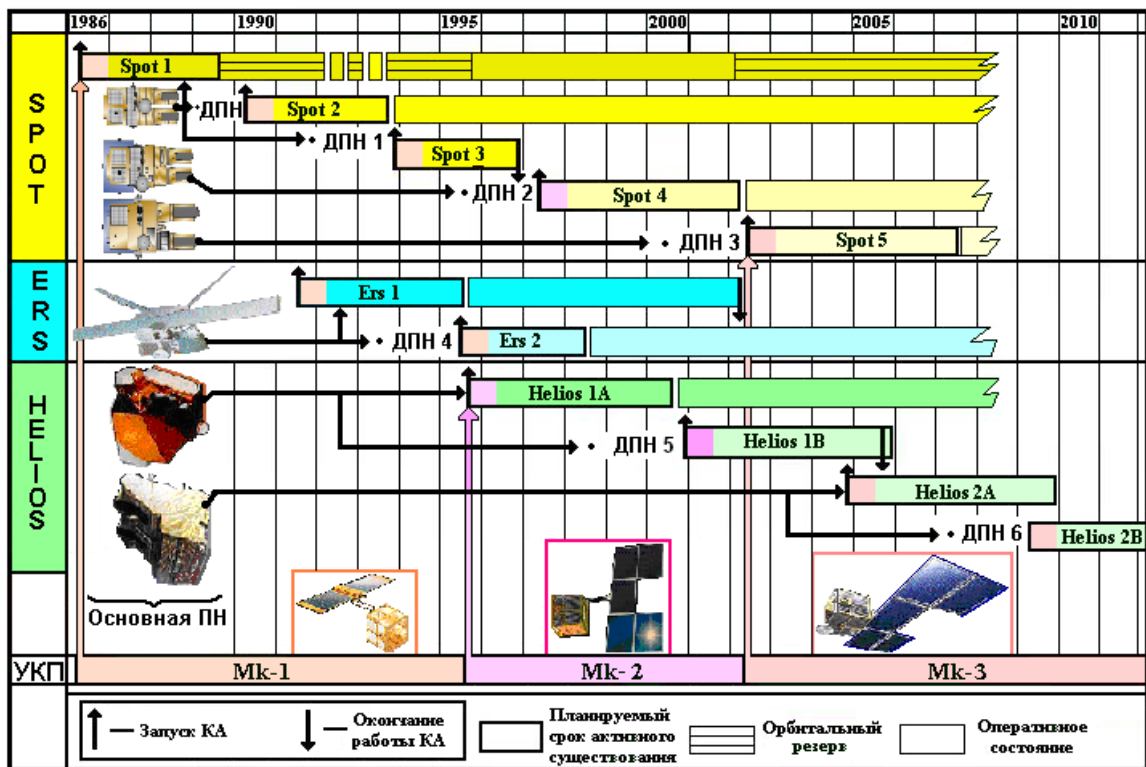 1986 1990 1995 2000 2005 2010
SPOT
Spot 1
ДПН
Spot 2
ДПН 1
Spot 3
ДПН 2
Spot 4
ДПН 3
Spot 5
ERS
Ers 1
ДПН 4
Ers 2
HELIOS
Helios 1A
ДПН 5
Helios 1B
Helios 2A
ДПН 6
Helios 2B
Основная ПН
УКП
Mk-1
Mk- 2
Mk-3
— Запуск КА
— Окончание
работы КА
Планируемый
срок активного
существования
Орбитальный
резерв
Оперативное
состояние